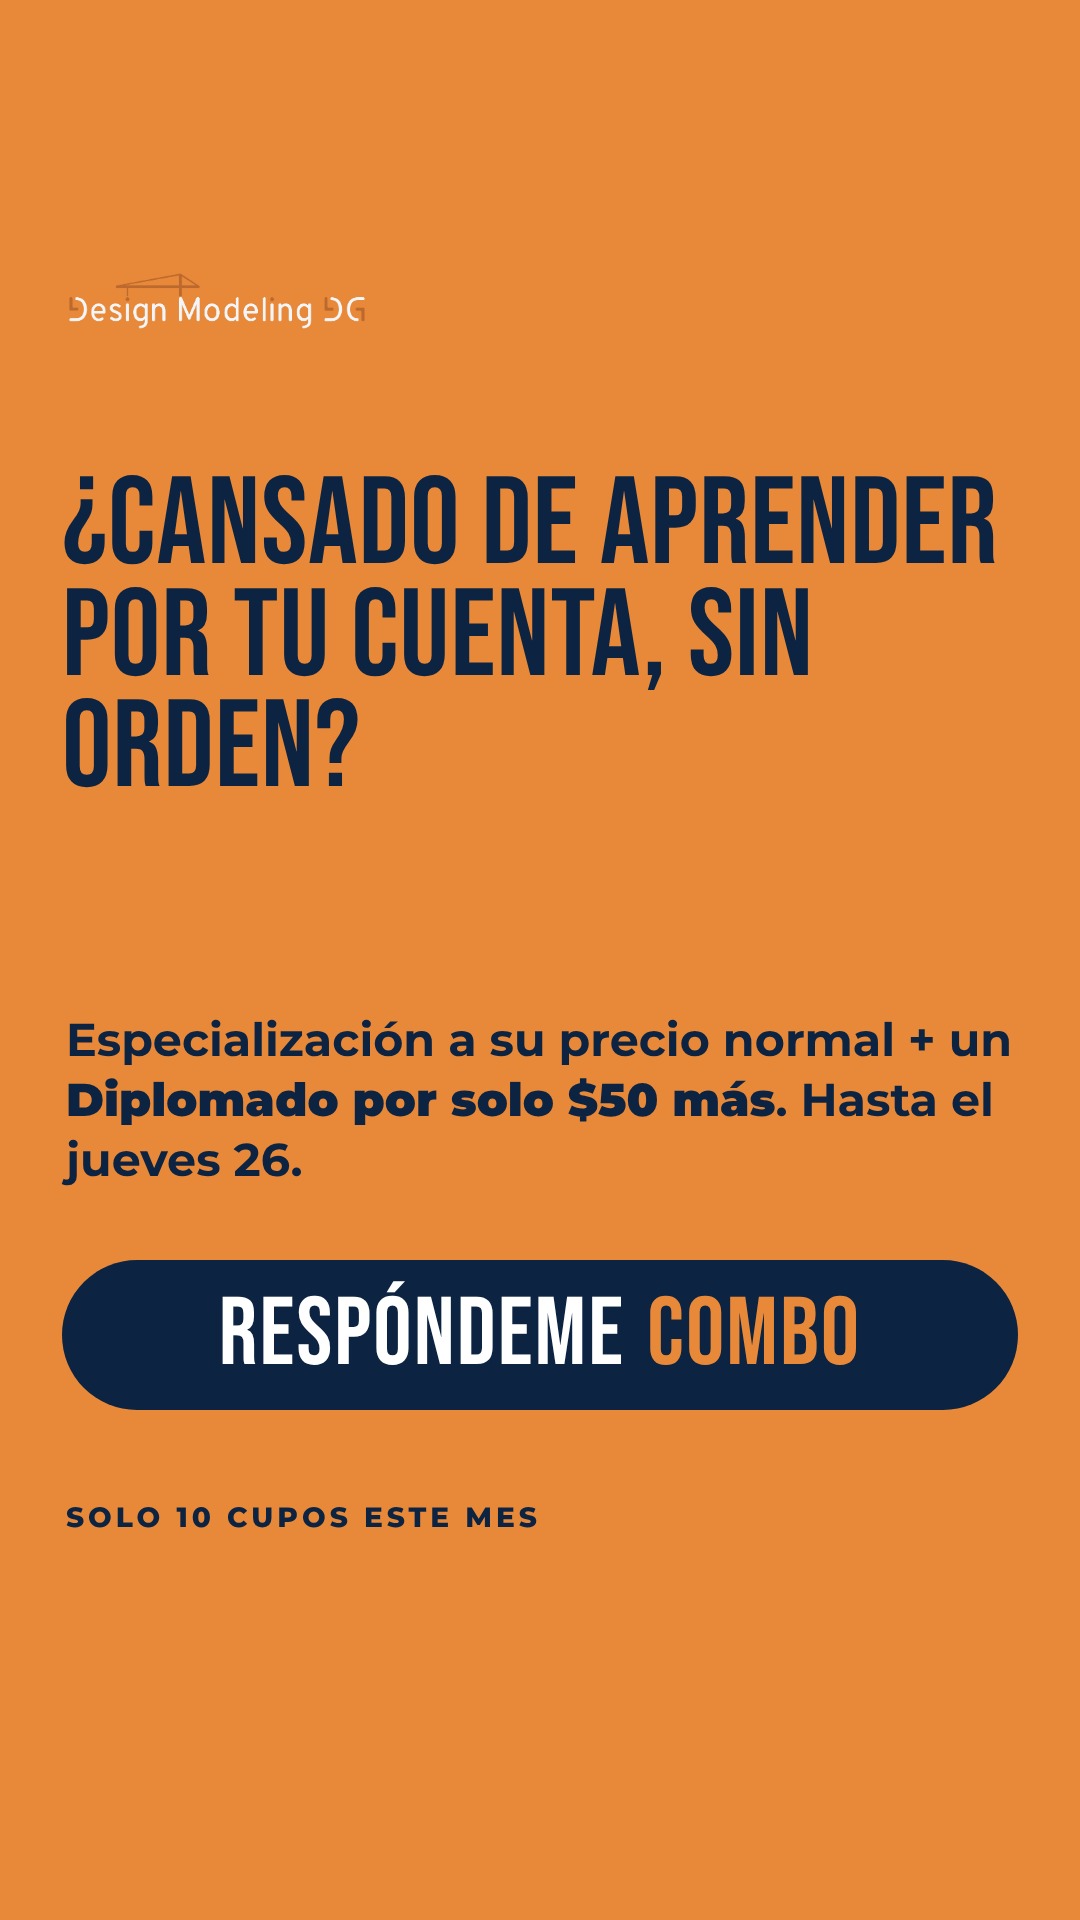 Design Modeling DG
¿CANSADO DE APRENDER
POR TU CUENTA, SIN
ORDEN?
Especialización a su precio normal + un
Diplomado por solo $50 más. Hasta el
jueves 26.
RESPÓNDEME COMBO
SOLO 10 CUPOS ESTE MES